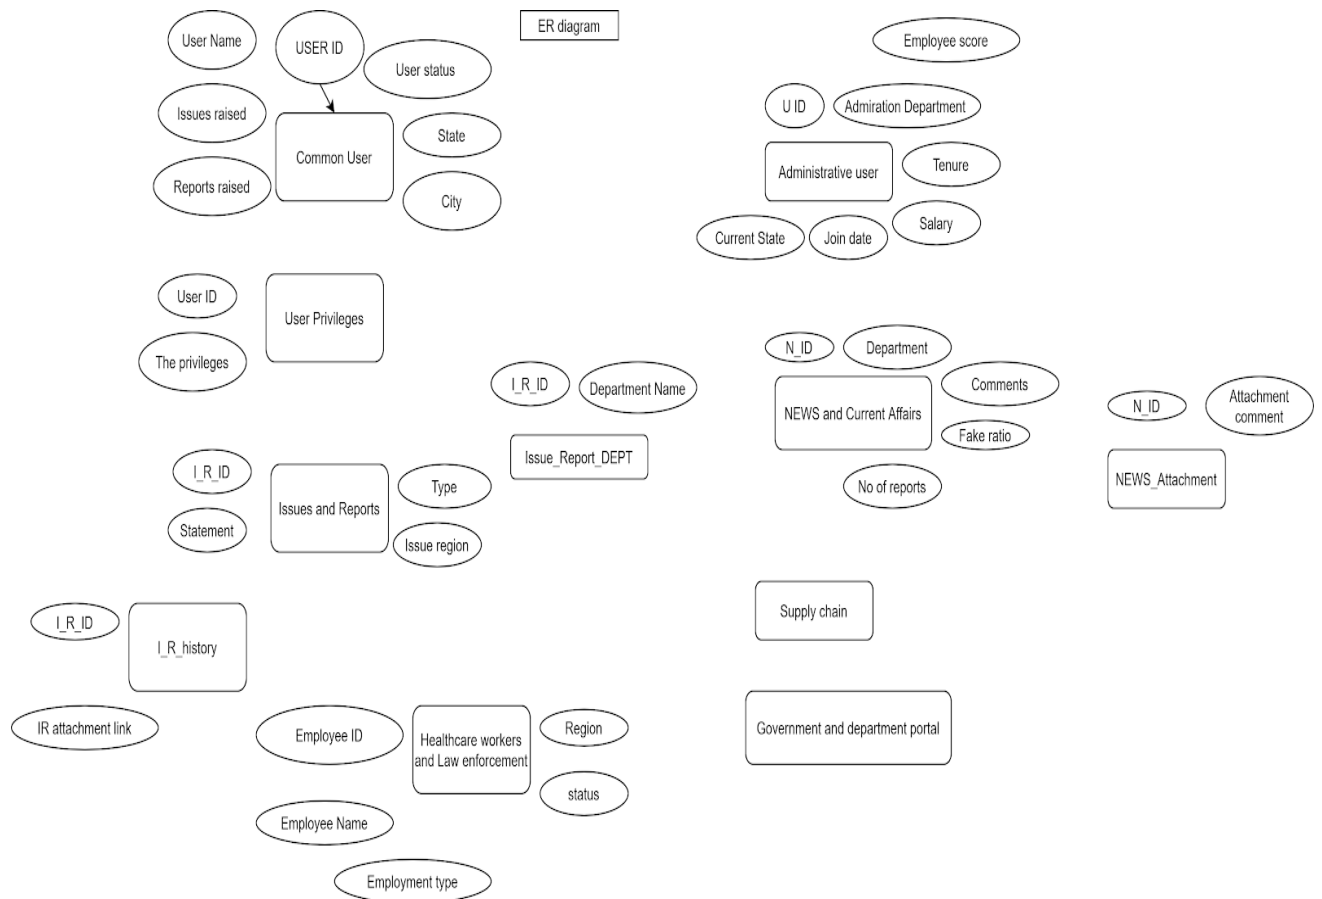 ER diagram
User Name
USER ID
User status
Issues raised
State
Common User
Reports raised
City
Employee score
U ID
Admiration Department
Administrative user
Tenure
Current State
Join date
Salary
User ID
User Privileges
The privileges
I_R_ID
Department Name
Issue_Report_DEPT
N_ID
Department
Comments
NEWS and Current Affairs
Fake ratio
No of reports
N_ID
Attachment
comment
NEWS_Attachment
I_R_ID
Type
Issues and Reports
Statement
Issue region
Supply chain
I_R_ID
I_R_history
IR attachment link
Employee ID
Healthcare workers
and Law enforcement
Region
status
Employee Name
Employment type
Government and department portal